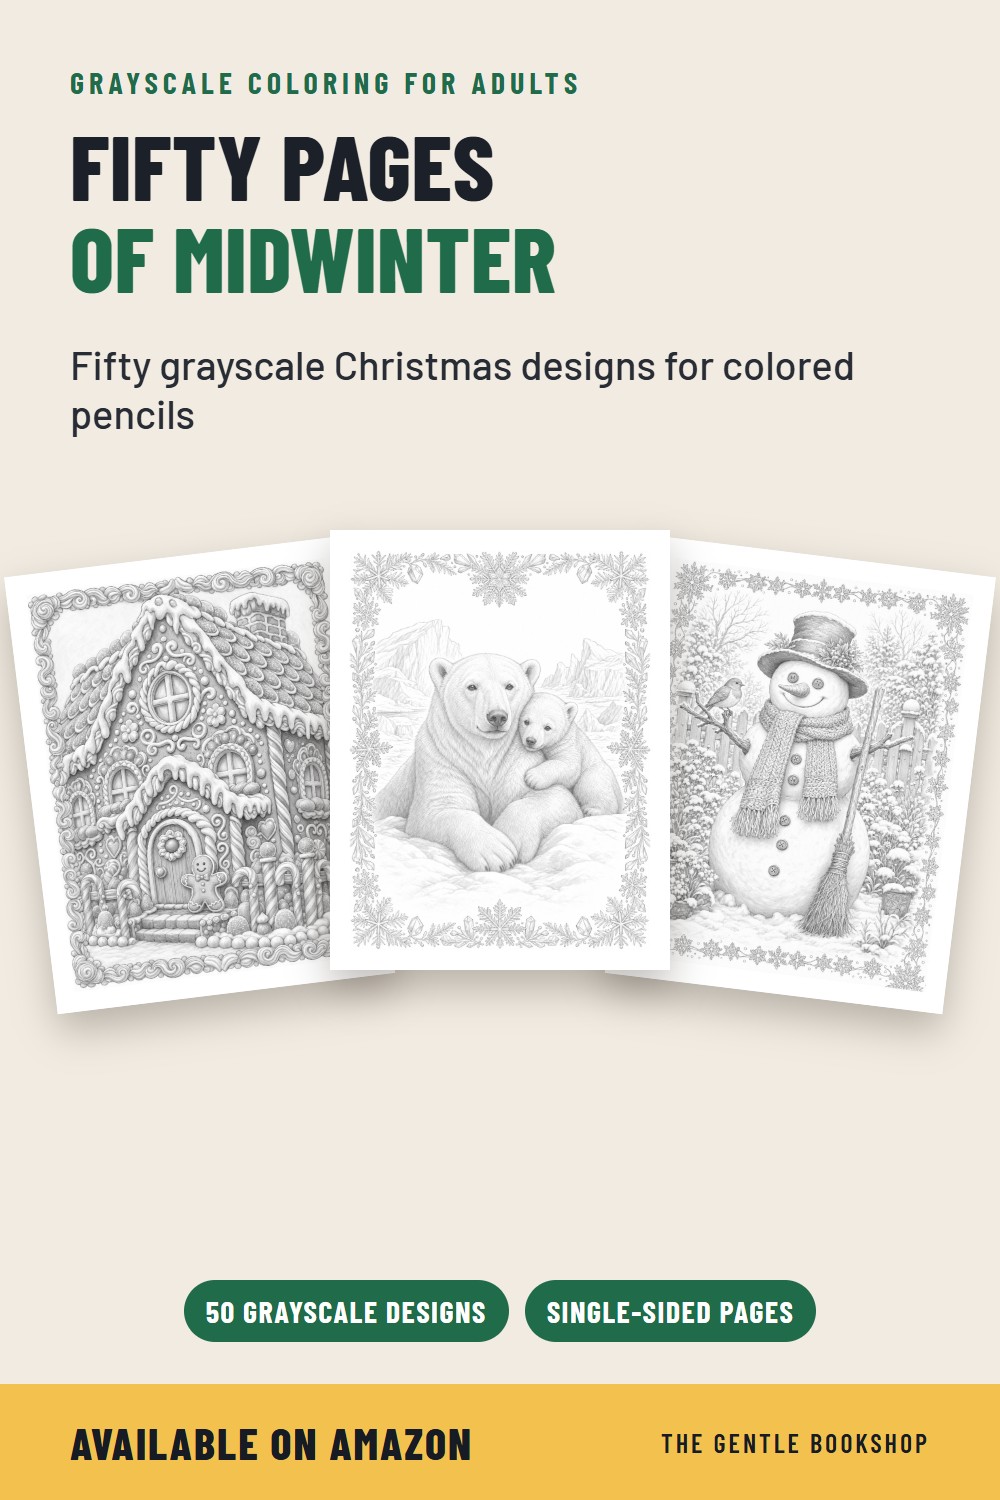 GRAYSCALE COLORING FOR ADULTS
FIFTY PAGES
OF MIDWINTER
Fifty grayscale Christmas designs for colored
pencils
50 GRAYSCALE DESIGNS
SINGLE-SIDED PAGES
AVAILABLE ON AMAZON
THE GENTLE BOOKSHOP